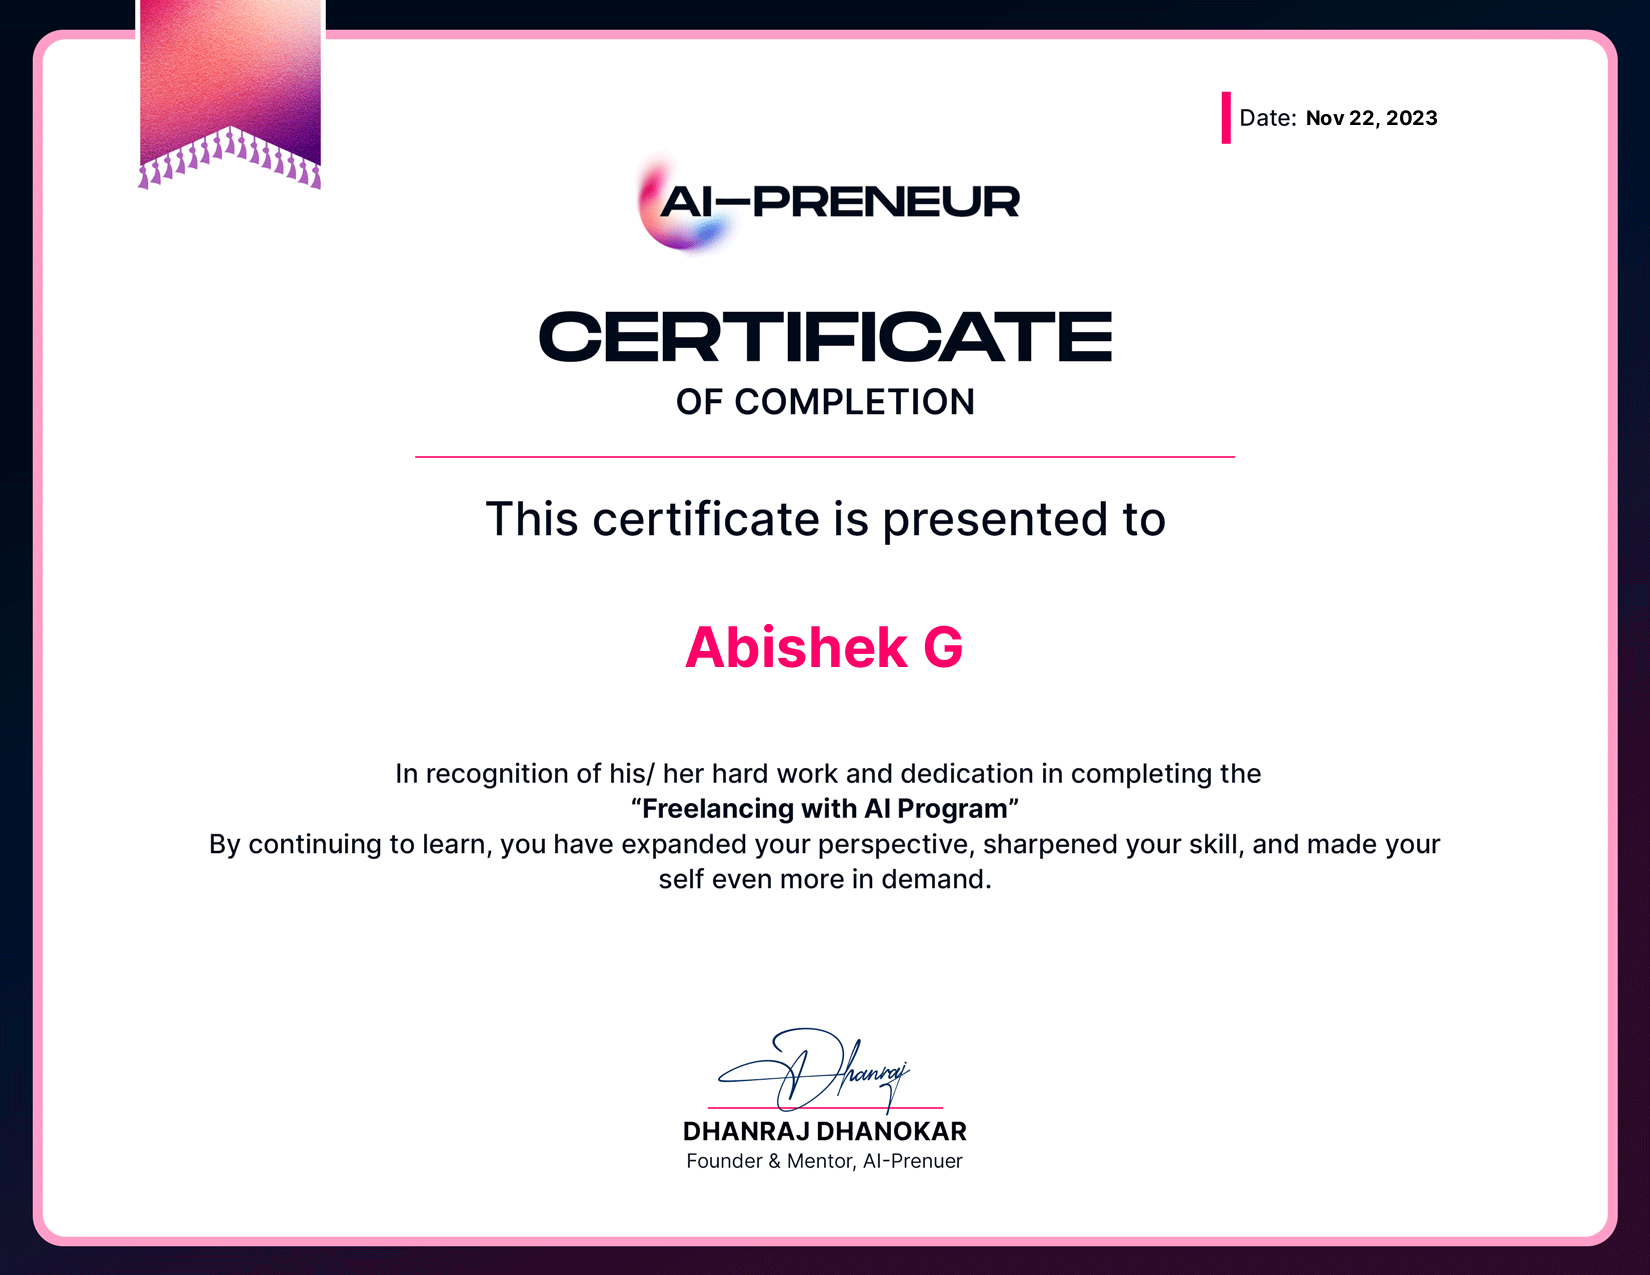 Date: Nov 22, 2023
AI-PRENEUR
CERTIFICATE
OF COMPLETION
This certificate is presented to
Abishek G
In recognition of his/ her hard work and dedication in completing the
“Freelancing with AI Program”
By continuing to learn, you have expanded your perspective, sharpened your skill, and made your
self even more in demand.
Dhanraj
DHANRAJ DHANOKAR
Founder & Mentor, AI-Prenuer